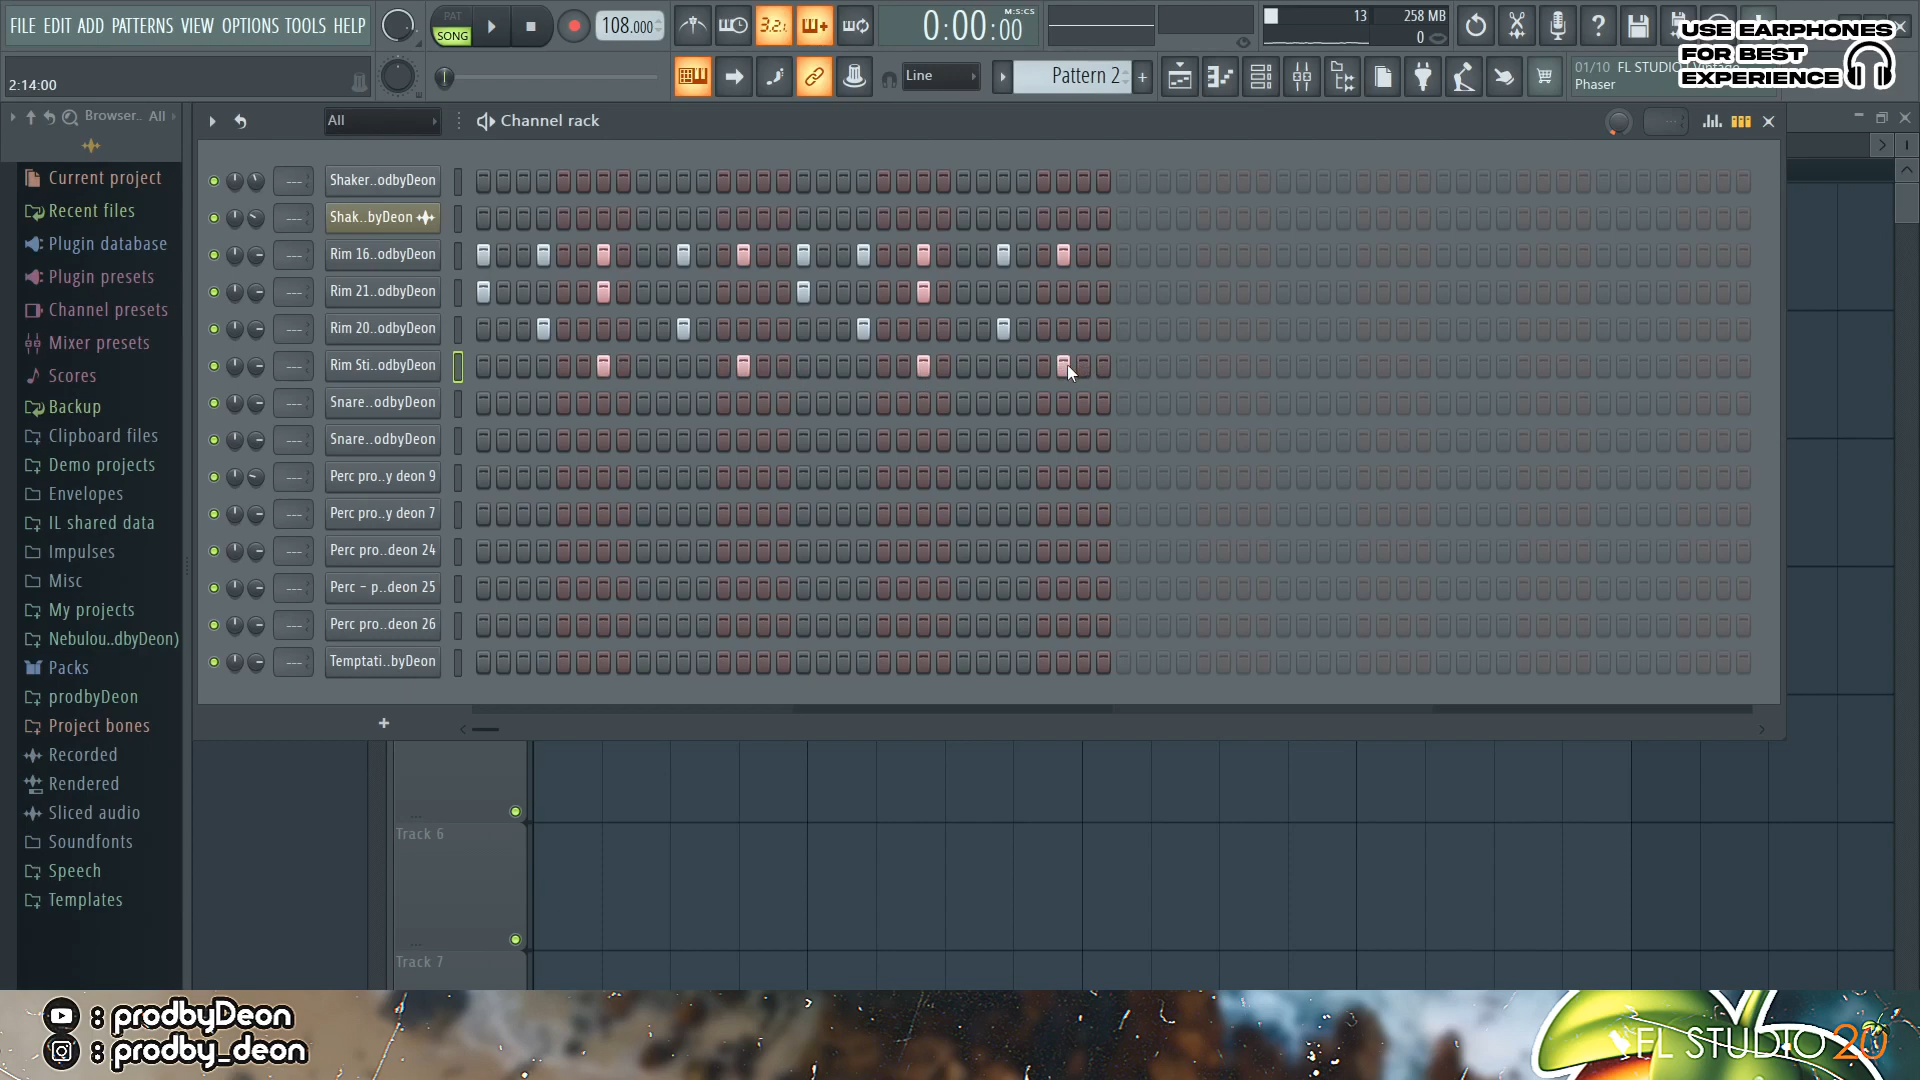 FILE EDIT ADD PATTERNS VIEW OPTIONS TOOLS HELP
PAT
SONG
108.000
3.2.
0:00:00
M:S:CS
13
258 MB
0
USE EARPHONES
FOR BEST
EXPERIENCE
2:14:00
Line
Pattern 2
01/10 FL STUDIO | Vintage
Phaser
Browser.. All
All
Channel rack
Current project
Recent files
Plugin database
Plugin presets
Channel presets
Mixer presets
Scores
Backup
Clipboard files
Demo projects
Envelopes
IL shared data
Impulses
Misc
My projects
Nebulou..dbyDeon)
Packs
prodbyDeon
Project bones
Recorded
Rendered
Sliced audio
Soundfonts
Speech
Templates
Shaker..odbyDeon
Shak..byDeon
Rim 16..odbyDeon
Rim 21..odbyDeon
Rim 20..odbyDeon
Rim Sti..odbyDeon
Snare..odbyDeon
Snare..odbyDeon
Perc pro..y deon 9
Perc pro..y deon 7
Perc pro..deon 24
Perc - p..deon 25
Perc pro..deon 26
Temptati..byDeon
Track 6
Track 7
: prodbyDeon
: prodby_deon
FL STUDIO 20